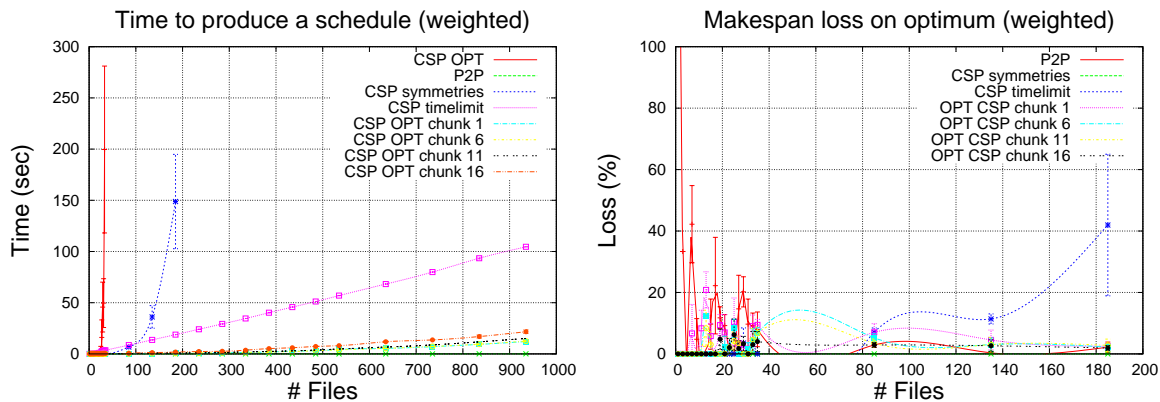 Time to produce a schedule (weighted)
300
250
200
150
100
50
0
Time (sec)
0 100 200 300 400 500 600 700 800 900 1000
# Files
CSP OPT
P2P
CSP symmetries
CSP timelimit
CSP OPT chunk 1
CSP OPT chunk 6
CSP OPT chunk 11
CSP OPT chunk 16
Makespan loss on optimum (weighted)
100
80
60
40
20
0
Loss (%)
0 20 40 60 80 100 120 140 160 180 200
# Files
P2P
CSP symmetries
CSP timelimit
OPT CSP chunk 1
OPT CSP chunk 6
OPT CSP chunk 11
OPT CSP chunk 16